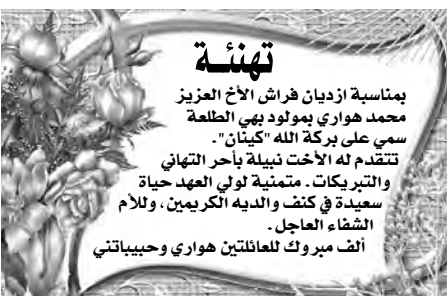 تهنئـة
بمناسبة ازديان فراش الأخ العزيز
محمد هواري بمولود بهي الطلعة
سمي على بركة الله "كينان".
تتقدم له الأخت نبيلة بأحر التهاني
والتبريكات. متمنية لولي العهد حياة
سعيدة في كنف والديه الكريمين، وللأم
الشفاء العاجل.
ألف مبروك للعائلتين هواري وحبيباتني